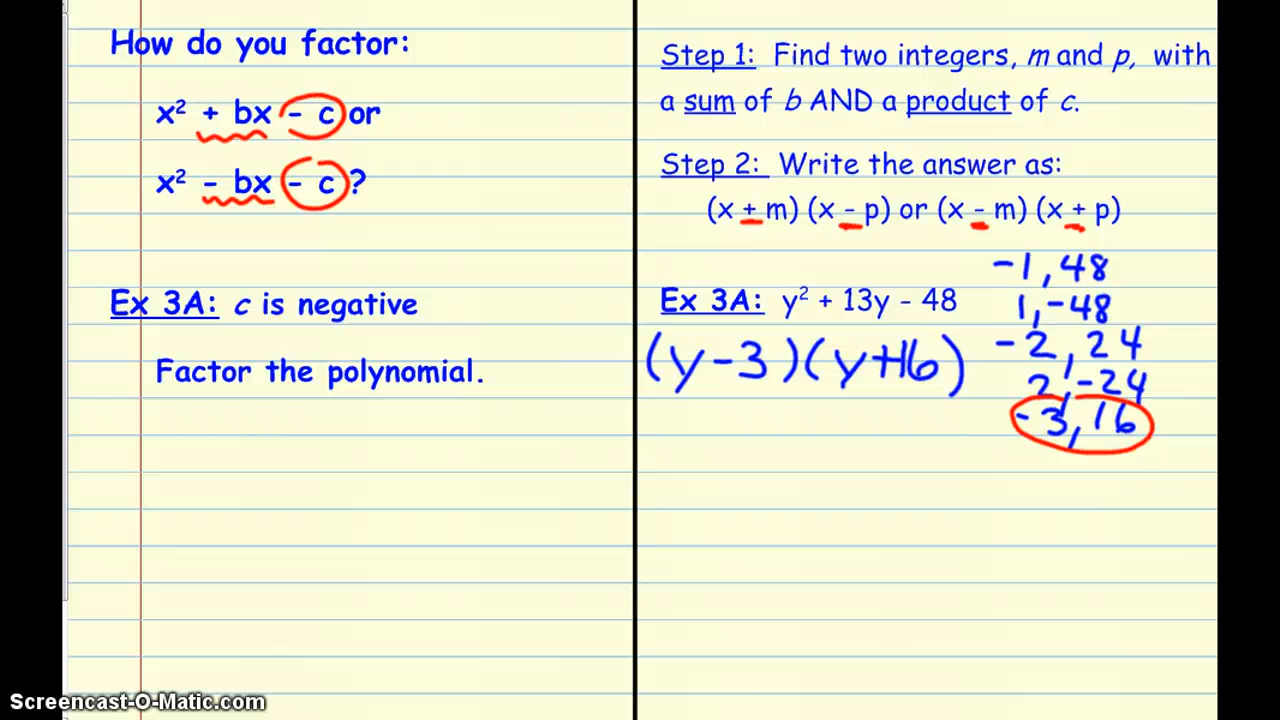 How do you factor:
x² + bx - c or
x² - bx - c ?
Ex 3A: c is negative
Factor the polynomial.
Step 1: Find two integers, m and p, with
a sum of b AND a product of c.
Step 2: Write the answer as:
(x + m) (x - p) or (x - m) (x + p)
Ex 3A: y² + 13y - 48
(y - 3)(y + 16)
-1, 48
1, -48
-2, 24
2, -24
-3, 16
Screencast-O-Matic.com